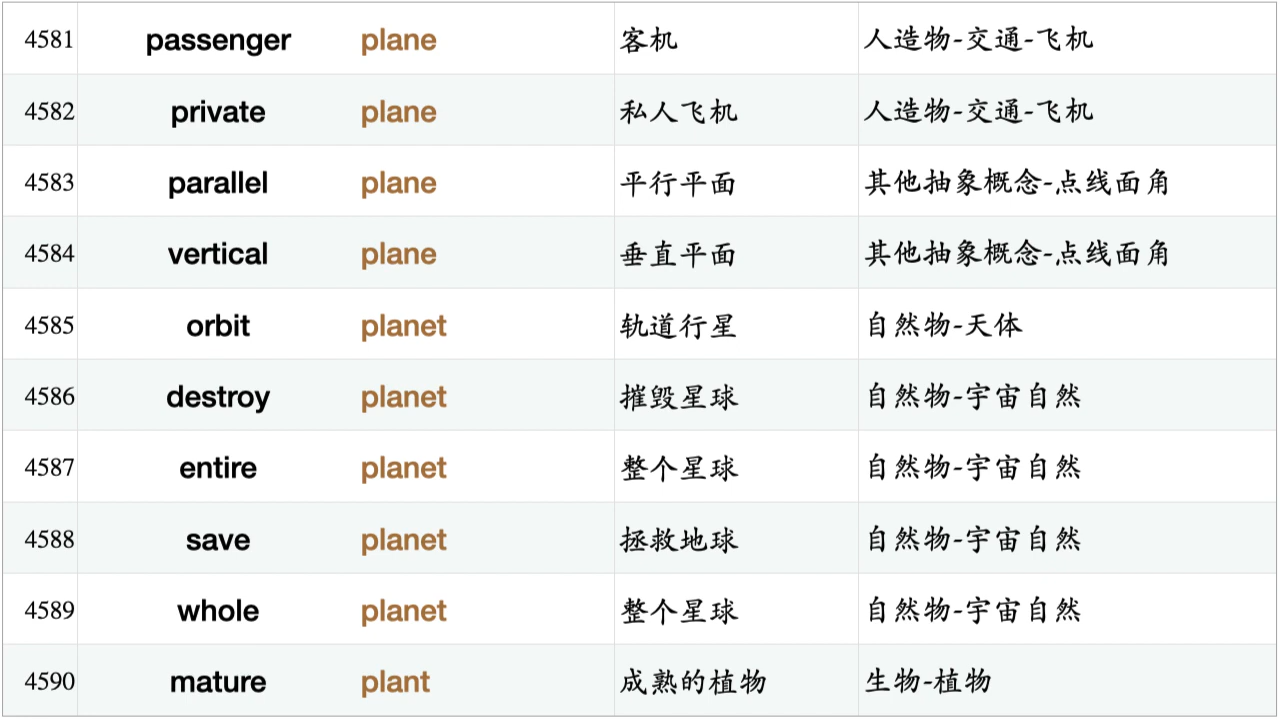 4581 passenger plane 客机 人造物-交通-飞机
4582 private plane 私人飞机 人造物-交通-飞机
4583 parallel plane 平行平面 其他抽象概念-点线面角
4584 vertical plane 垂直平面 其他抽象概念-点线面角
4585 orbit planet 轨道行星 自然物-天体
4586 destroy planet 摧毁星球 自然物-宇宙自然
4587 entire planet 整个星球 自然物-宇宙自然
4588 save planet 拯救地球 自然物-宇宙自然
4589 whole planet 整个星球 自然物-宇宙自然
4590 mature plant 成熟的植物 生物-植物